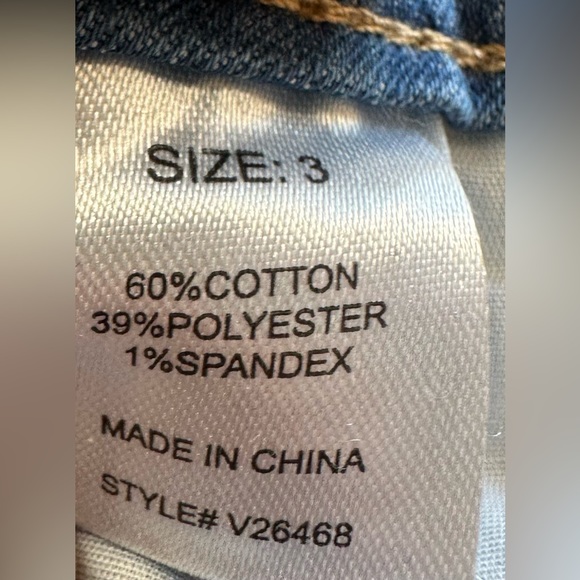 SIZE: 3
60%COTTON
39%POLYESTER
1%SPANDEX
MADE IN CHINA
STYLE# V26468